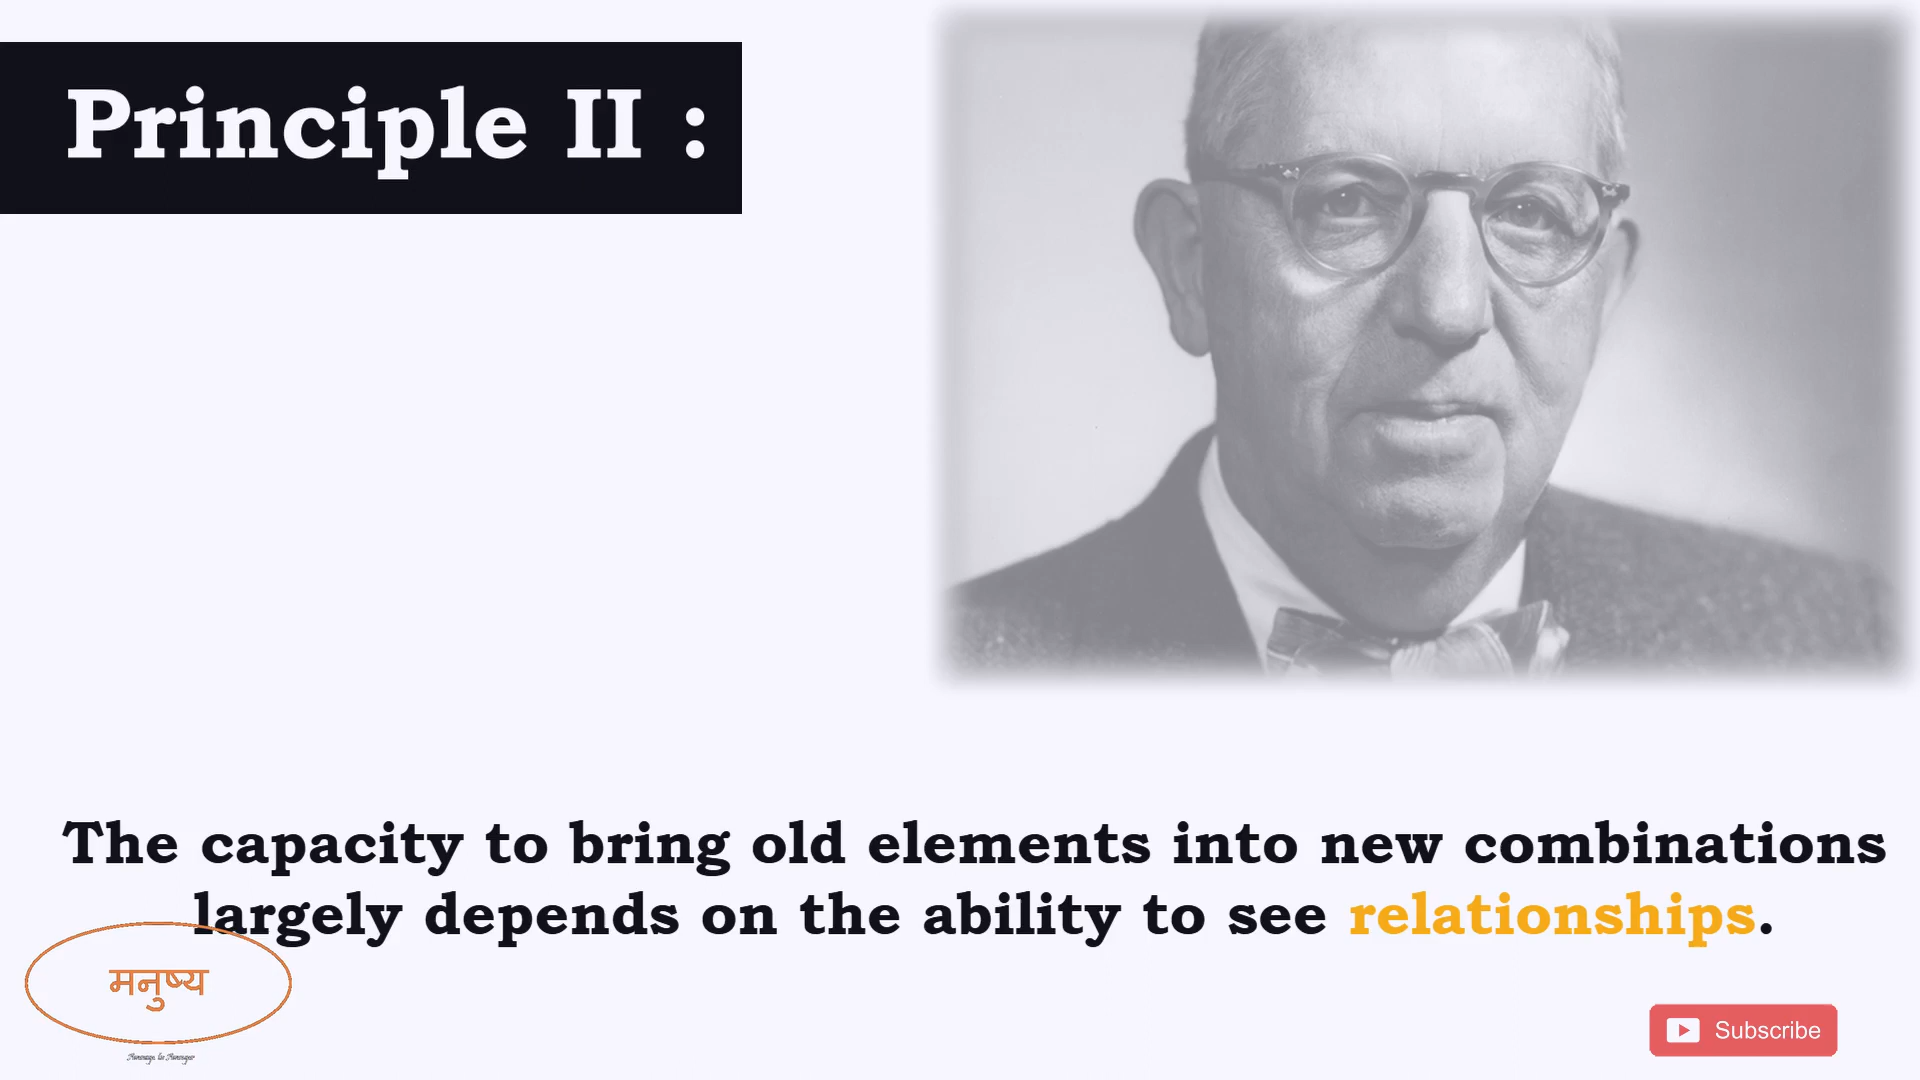 Principle II :
The capacity to bring old elements into new combinations
largely depends on the ability to see relationships.
मनुष्य
Subscribe